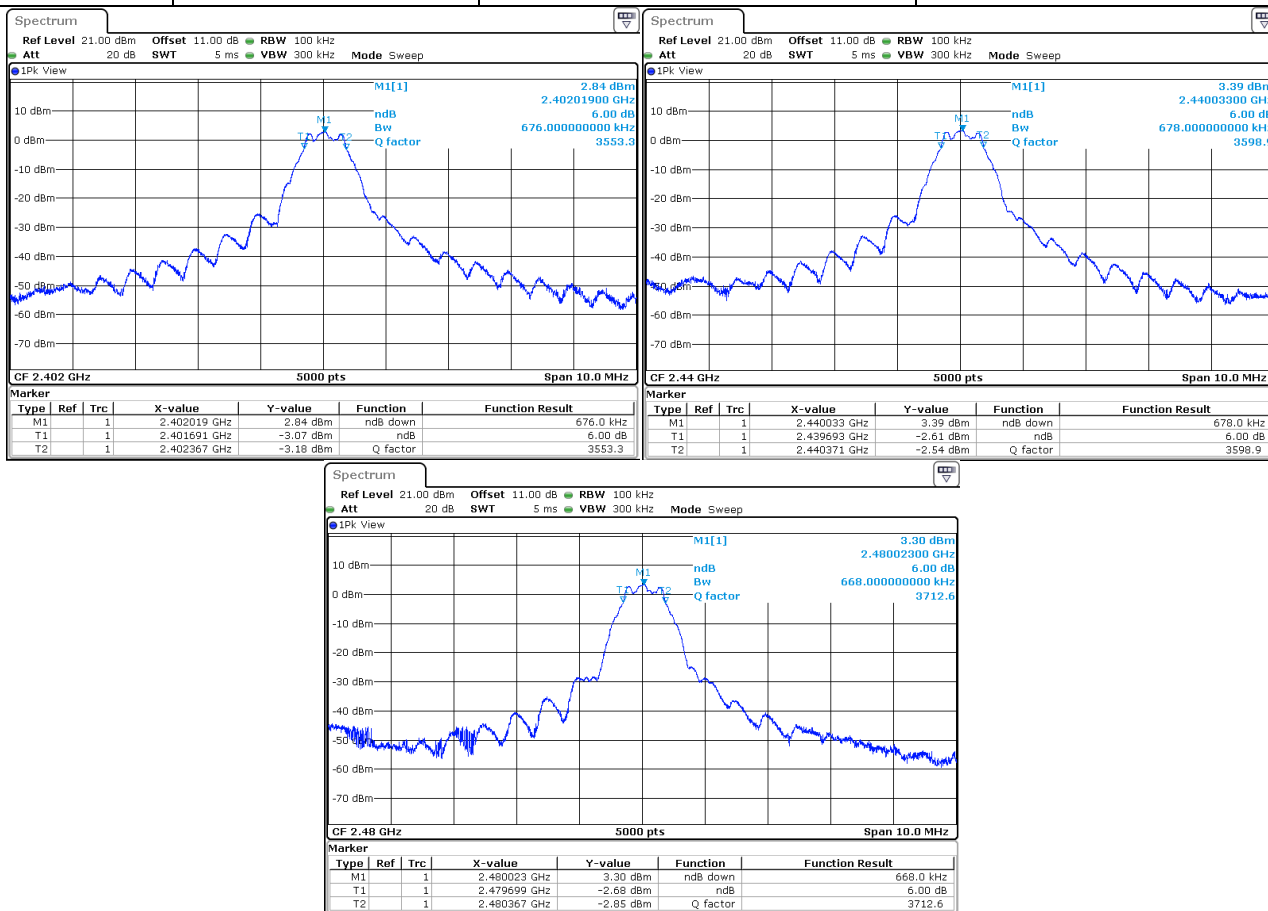 Spectrum
Ref Level 21.00 dBm Offset 11.00 dB RBW 100 kHz
Att 20 dB SWT 5 ms VBW 300 kHz Mode Sweep
1Pk View
M1[1] 2.84 dBm
2.40201900 GHz
ndB 6.00 dB
Bw 676.000000000 kHz
Q factor 3553.3
M1
T1 T2
10 dBm
0 dBm
-10 dBm
-20 dBm
-30 dBm
-40 dBm
-50 dBm
-60 dBm
-70 dBm
CF 2.402 GHz 5000 pts Span 10.0 MHz
Marker
Type Ref Trc X-value Y-value Function Function Result
M1 1 2.402019 GHz 2.84 dBm ndB down 676.0 kHz
T1 1 2.401691 GHz -3.07 dBm ndB 6.00 dB
T2 1 2.402367 GHz -3.18 dBm Q factor 3553.3
Spectrum
Ref Level 21.00 dBm Offset 11.00 dB RBW 100 kHz
Att 20 dB SWT 5 ms VBW 300 kHz Mode Sweep
1Pk View
M1[1] 3.39 dBm
2.44003300 GHz
ndB 6.00 dB
Bw 678.000000000 kHz
Q factor 3598.9
M1
T1 T2
10 dBm
0 dBm
-10 dBm
-20 dBm
-30 dBm
-40 dBm
-50 dBm
-60 dBm
-70 dBm
CF 2.44 GHz 5000 pts Span 10.0 MHz
Marker
Type Ref Trc X-value Y-value Function Function Result
M1 1 2.440033 GHz 3.39 dBm ndB down 678.0 kHz
T1 1 2.439693 GHz -2.61 dBm ndB 6.00 dB
T2 1 2.440371 GHz -2.54 dBm Q factor 3598.9
Spectrum
Ref Level 21.00 dBm Offset 11.00 dB RBW 100 kHz
Att 20 dB SWT 5 ms VBW 300 kHz Mode Sweep
1Pk View
M1[1] 3.30 dBm
2.48002300 GHz
ndB 6.00 dB
Bw 668.000000000 kHz
Q factor 3712.6
M1
T1 T2
10 dBm
0 dBm
-10 dBm
-20 dBm
-30 dBm
-40 dBm
-50 dBm
-60 dBm
-70 dBm
CF 2.48 GHz 5000 pts Span 10.0 MHz
Marker
Type Ref Trc X-value Y-value Function Function Result
M1 1 2.480023 GHz 3.30 dBm ndB down 668.0 kHz
T1 1 2.479699 GHz -2.68 dBm ndB 6.00 dB
T2 1 2.480367 GHz -2.85 dBm Q factor 3712.6